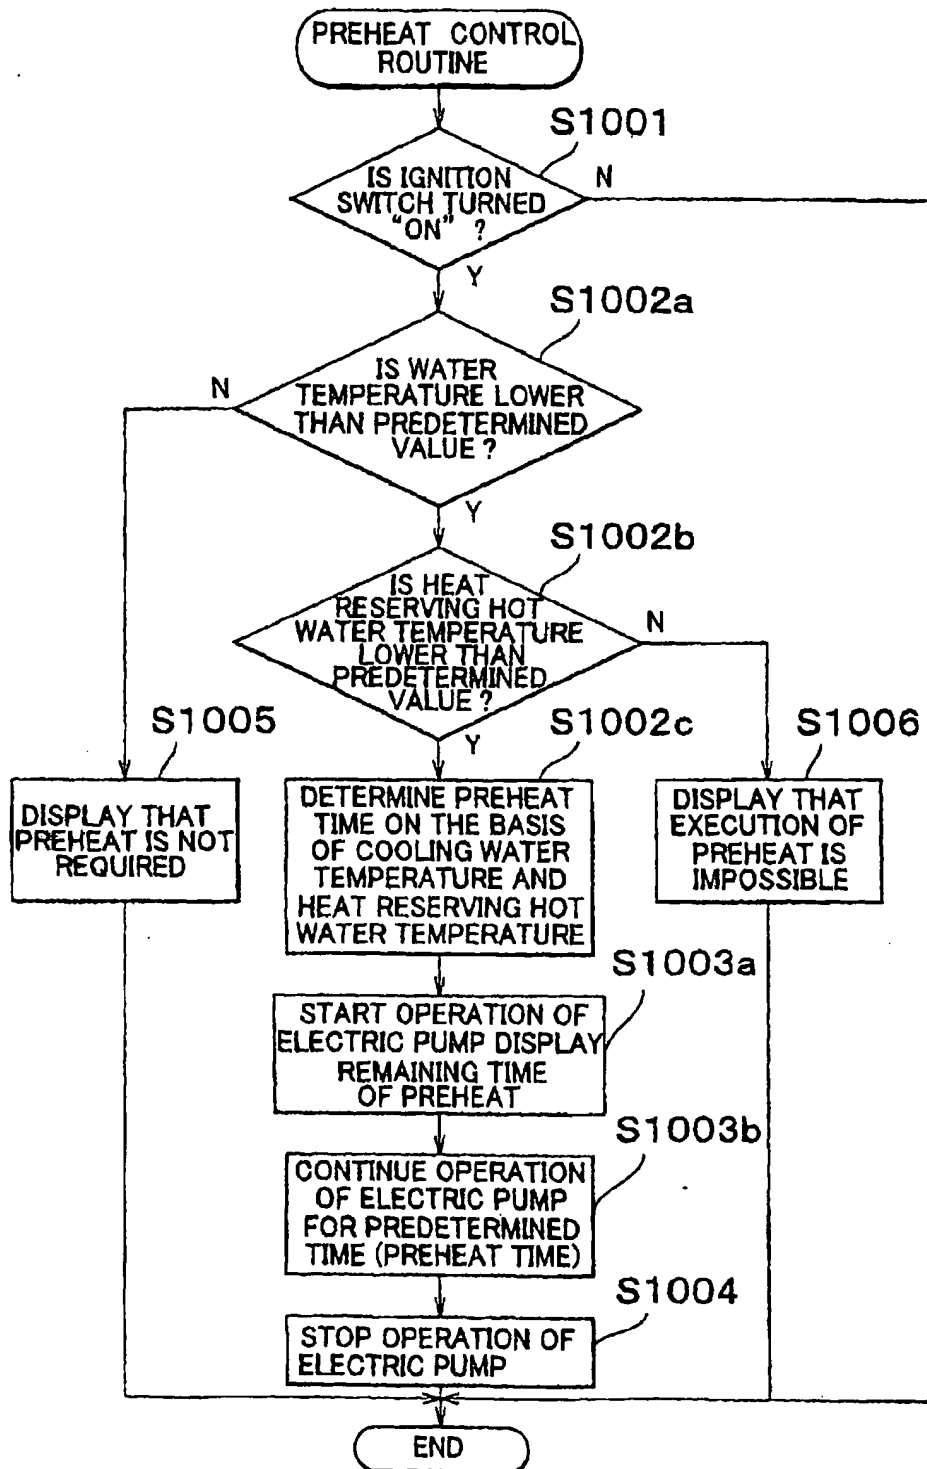 PREHEAT CONTROL
ROUTINE
S1001
IS IGNITION
SWITCH TURNED
"ON" ?
N
Y
S1002a
IS WATER
TEMPERATURE LOWER
THAN PREDETERMINED
VALUE ?
N
Y
S1002b
IS HEAT
RESERVING HOT
WATER TEMPERATURE
LOWER THAN
PREDETERMINED
VALUE ?
N
Y
S1005
DISPLAY THAT
PREHEAT IS NOT
REQUIRED
S1002c
DETERMINE PREHEAT
TIME ON THE BASIS
OF COOLING WATER
TEMPERATURE AND
HEAT RESERVING HOT
WATER TEMPERATURE
S1006
DISPLAY THAT
EXECUTION OF
PREHEAT IS
IMPOSSIBLE
S1003a
START OPERATION OF
ELECTRIC PUMP DISPLAY
REMAINING TIME
OF PREHEAT
S1003b
CONTINUE OPERATION
OF ELECTRIC PUMP
FOR PREDETERMINED
TIME (PREHEAT TIME)
S1004
STOP OPERATION OF
ELECTRIC PUMP
END